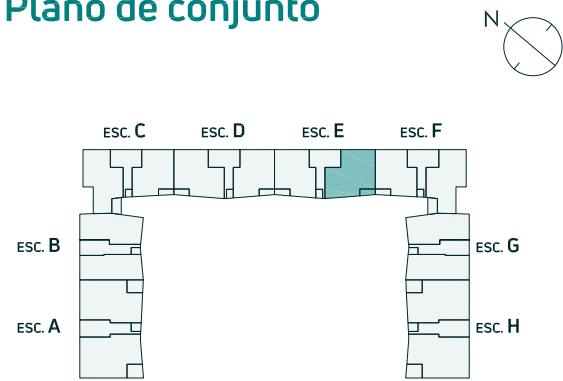 Plano de conjunto
N
ESC. C ESC. D ESC. E ESC. F
ESC. B ESC. G
ESC. A ESC. H